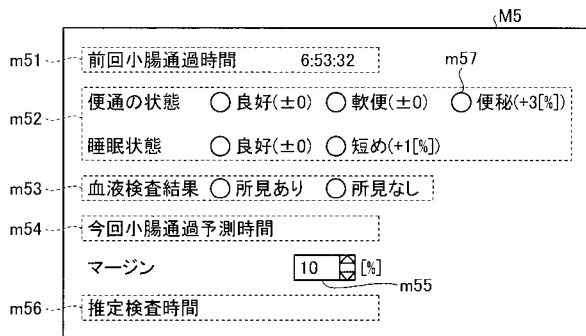 M5
m51 前回小腸通過時間 6:53:32
m57
m52 便通の状態 ○ 良好(±0) ○ 軟便(±0) ○ 便秘(+3[%])
睡眠状態 ○ 良好(±0) ○ 短め(+1[%])
m53 血液検査結果 ○ 所見あり ○ 所見なし
m54 今回小腸通過予測時間
マージン 10 [%]
m55
m56 推定検査時間